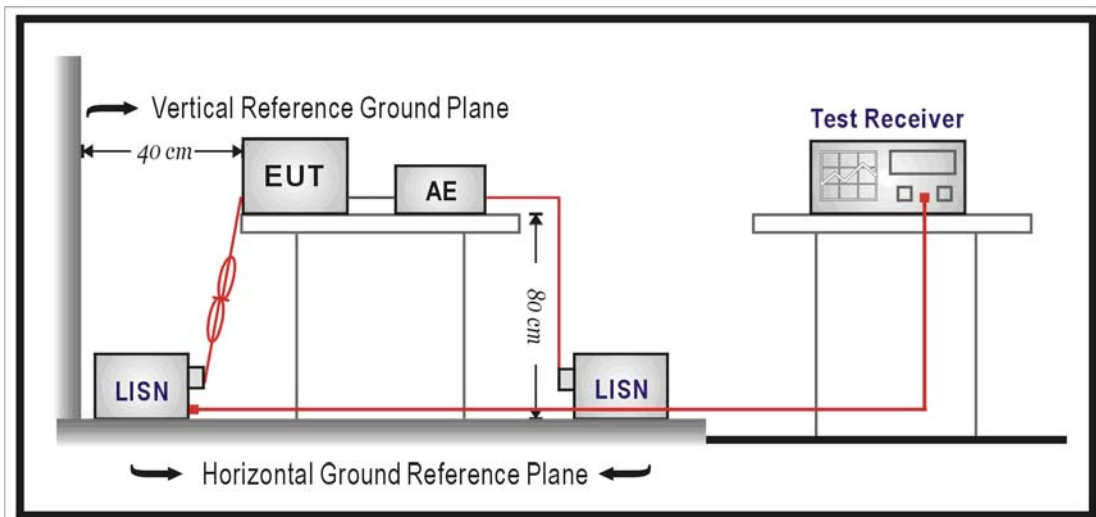 Vertical Reference Ground Plane
Test Receiver
40 cm
EUT
AE
80 cm
LISN
LISN
Horizontal Ground Reference Plane